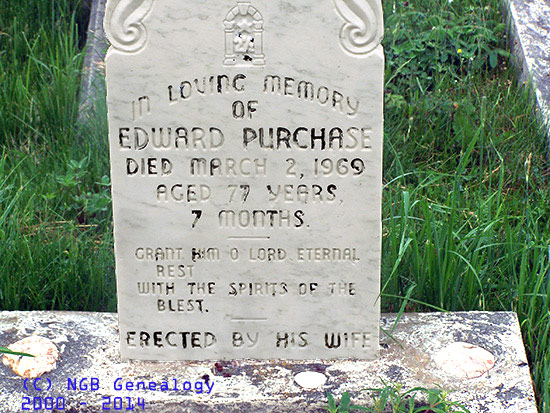 IN LOVING MEMORY
OF
EDWARD PURCHASE
DIED MARCH 2, 1969
AGED 77 YEARS,
7 MONTHS.
GRANT HIM O LORD ETERNAL
REST
WITH THE SPIRITS OF THE
BLEST.
ERECTED BY HIS WIFE
(C) NGB Genealogy
2000 - 2014